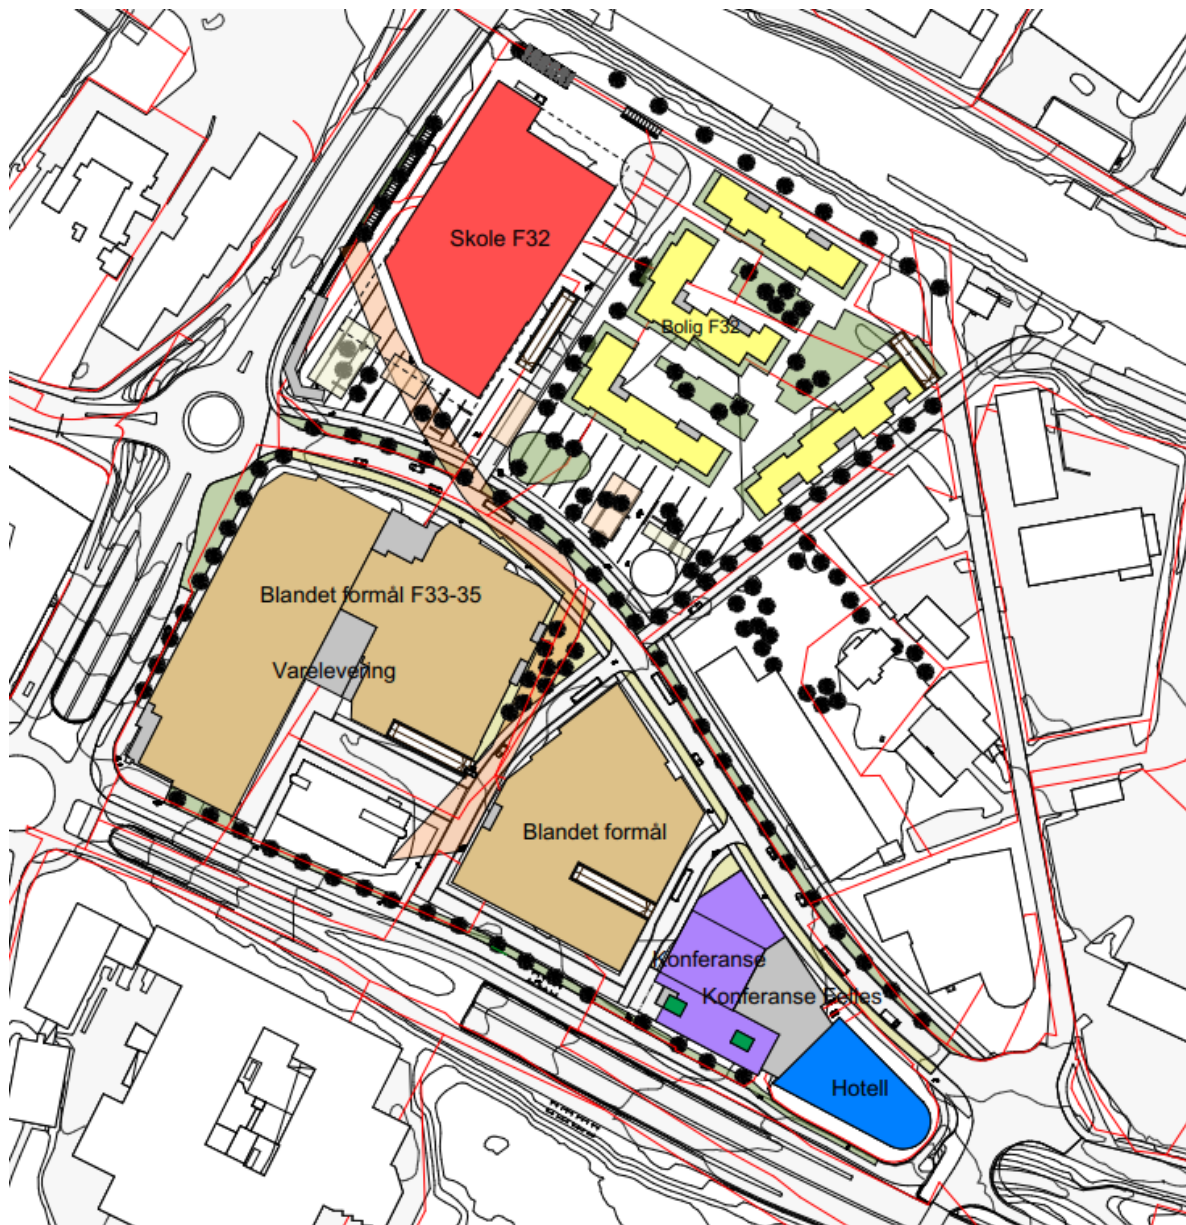 Skole F32
Bolig F32
Blandet formål F33-35
Varelevering
Blandet formål
Konferanse
Konferanse Felles
Hotell